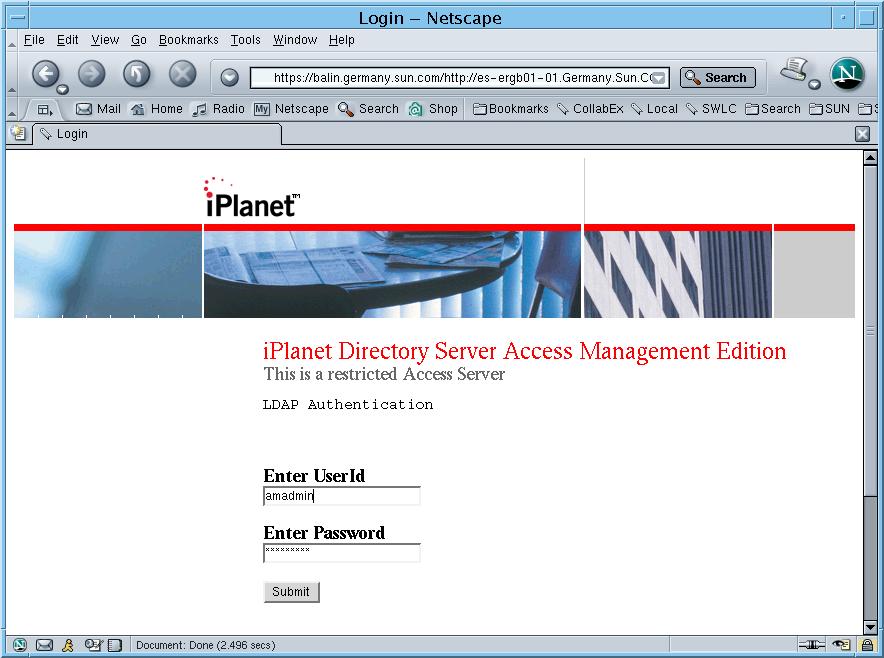 Login – Netscape
File Edit View Go Bookmarks Tools Window Help
https://balin.germany.sun.com/http://es-ergb01-01.Germany.Sun.CO Search N
Mail Home Radio My Netscape Search Shop Bookmarks CollabEx Local SWLC Search SUN S
Login
iPlanet™
iPlanet Directory Server Access Management Edition
This is a restricted Access Server
LDAP Authentication
Enter UserId
amadmin
Enter Password
*********
Submit
Document: Done (2.496 secs)